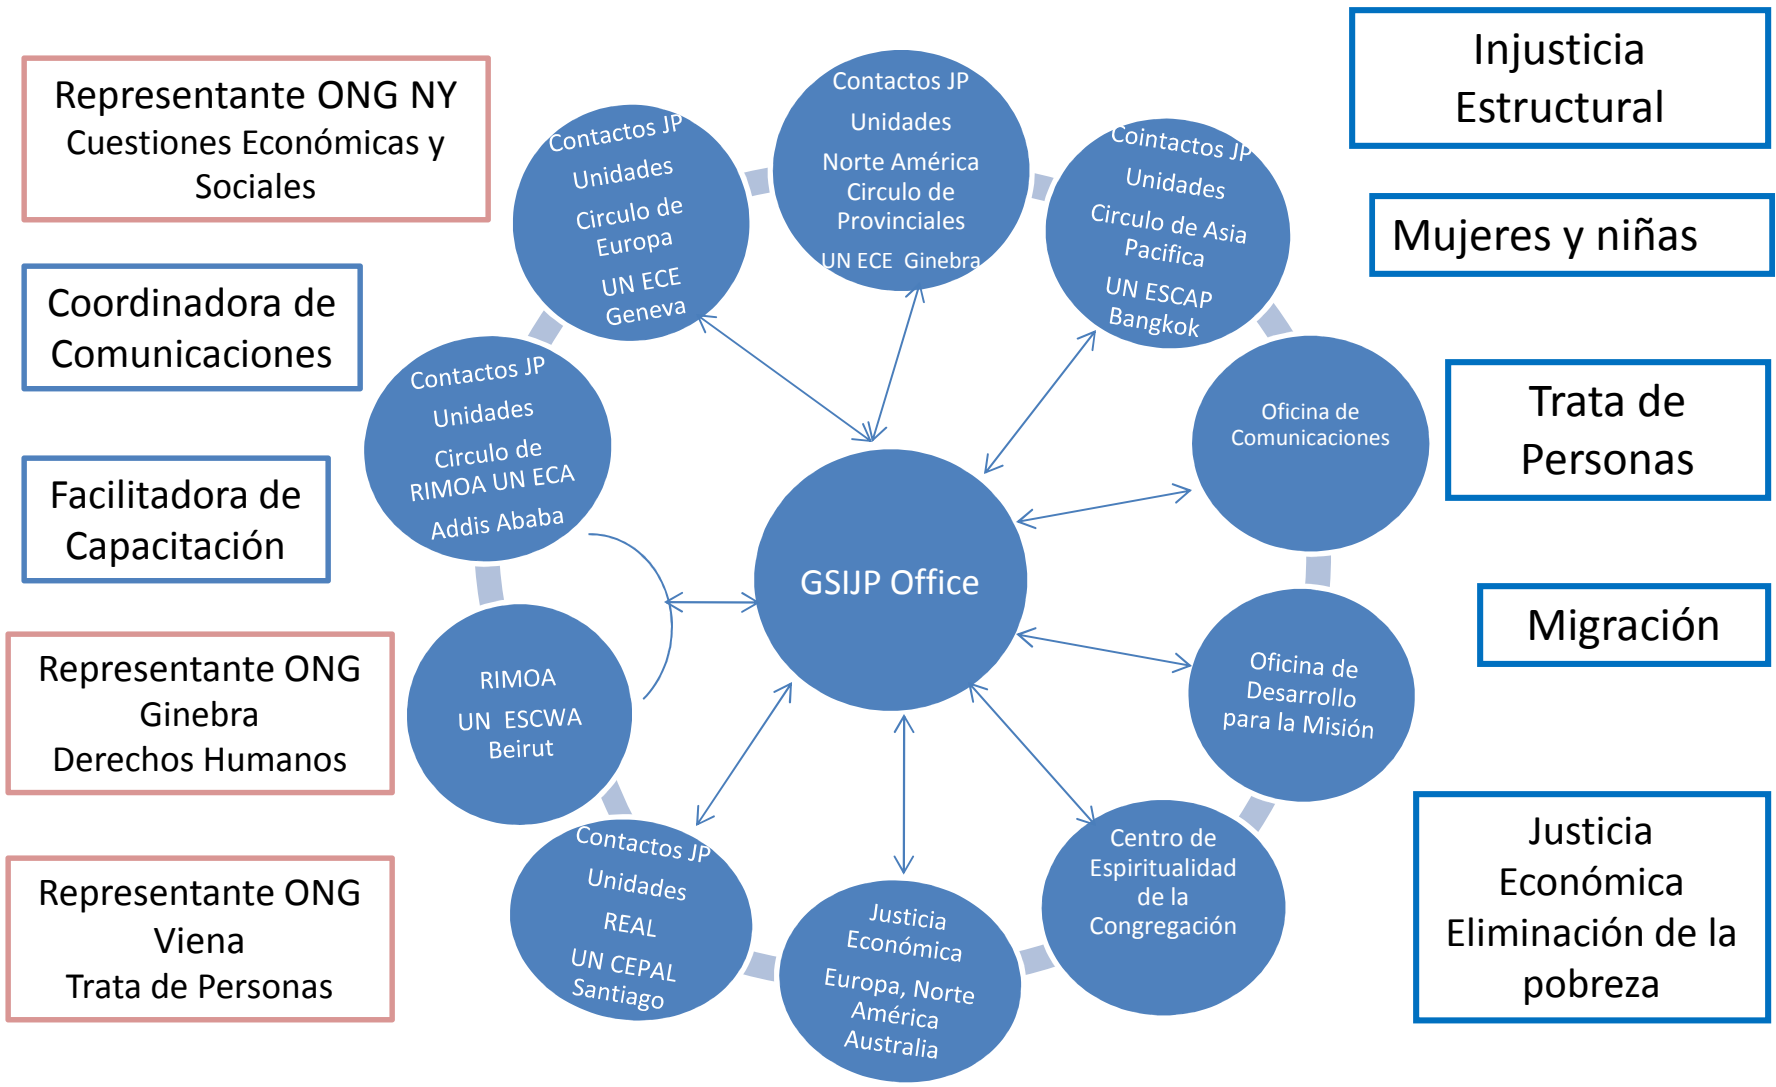 Representante ONG NY
Cuestiones Económicas y
Sociales
Coordinadora de
Comunicaciones
Facilitadora de
Capacitación
Representante ONG
Ginebra
Derechos Humanos
Representante ONG
Viena
Trata de Personas
Contactos JP
Unidades
Norte América
Circulo de
Provinciales
UN ECE Ginebra
Cointactos JP
Unidades
Circulo de Asia
Pacifica
UN ESCAP
Bangkok
Oficina de
Comunicaciones
Oficina de
Desarrollo
para la Misión
Centro de
Espiritualidad
de la
Congregación
Justicia
Económica
Europa, Norte
América
Australia
Contactos JP
Unidades
REAL
UN CEPAL
Santiago
RIMOA
UN ESCWA
Beirut
Contactos JP
Unidades
Circulo de
RIMOA UN ECA
Addis Ababa
Contactos JP
Unidades
Circulo de
Europa
UN ECE
Geneva
GSIJP Office
Injusticia
Estructural
Mujeres y niñas
Trata de
Personas
Migración
Justicia
Económica
Eliminación de la
pobreza